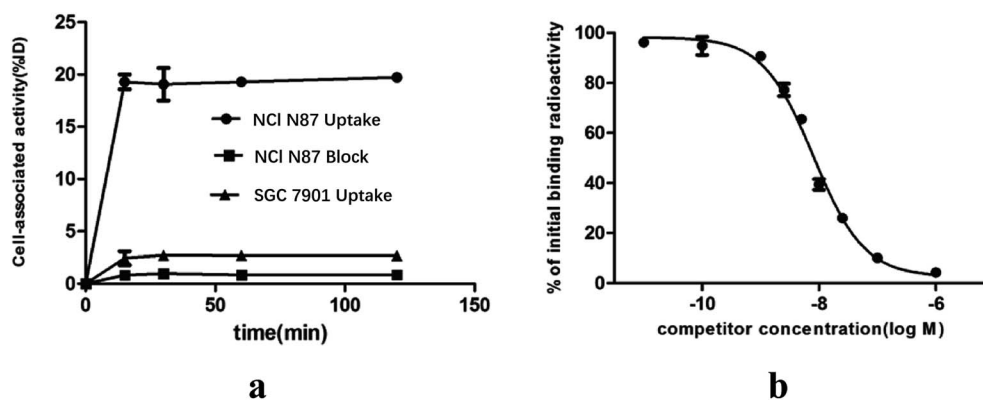 Cell-associated activity(%ID)
25
20
15
10
5
0
0
50
100
150
time(min)
NCI N87 Uptake
NCI N87 Block
SGC 7901 Uptake
a
% of initial binding radioactivity
100
80
60
40
20
0
-10
-8
-6
competitor concentration(log M)
b